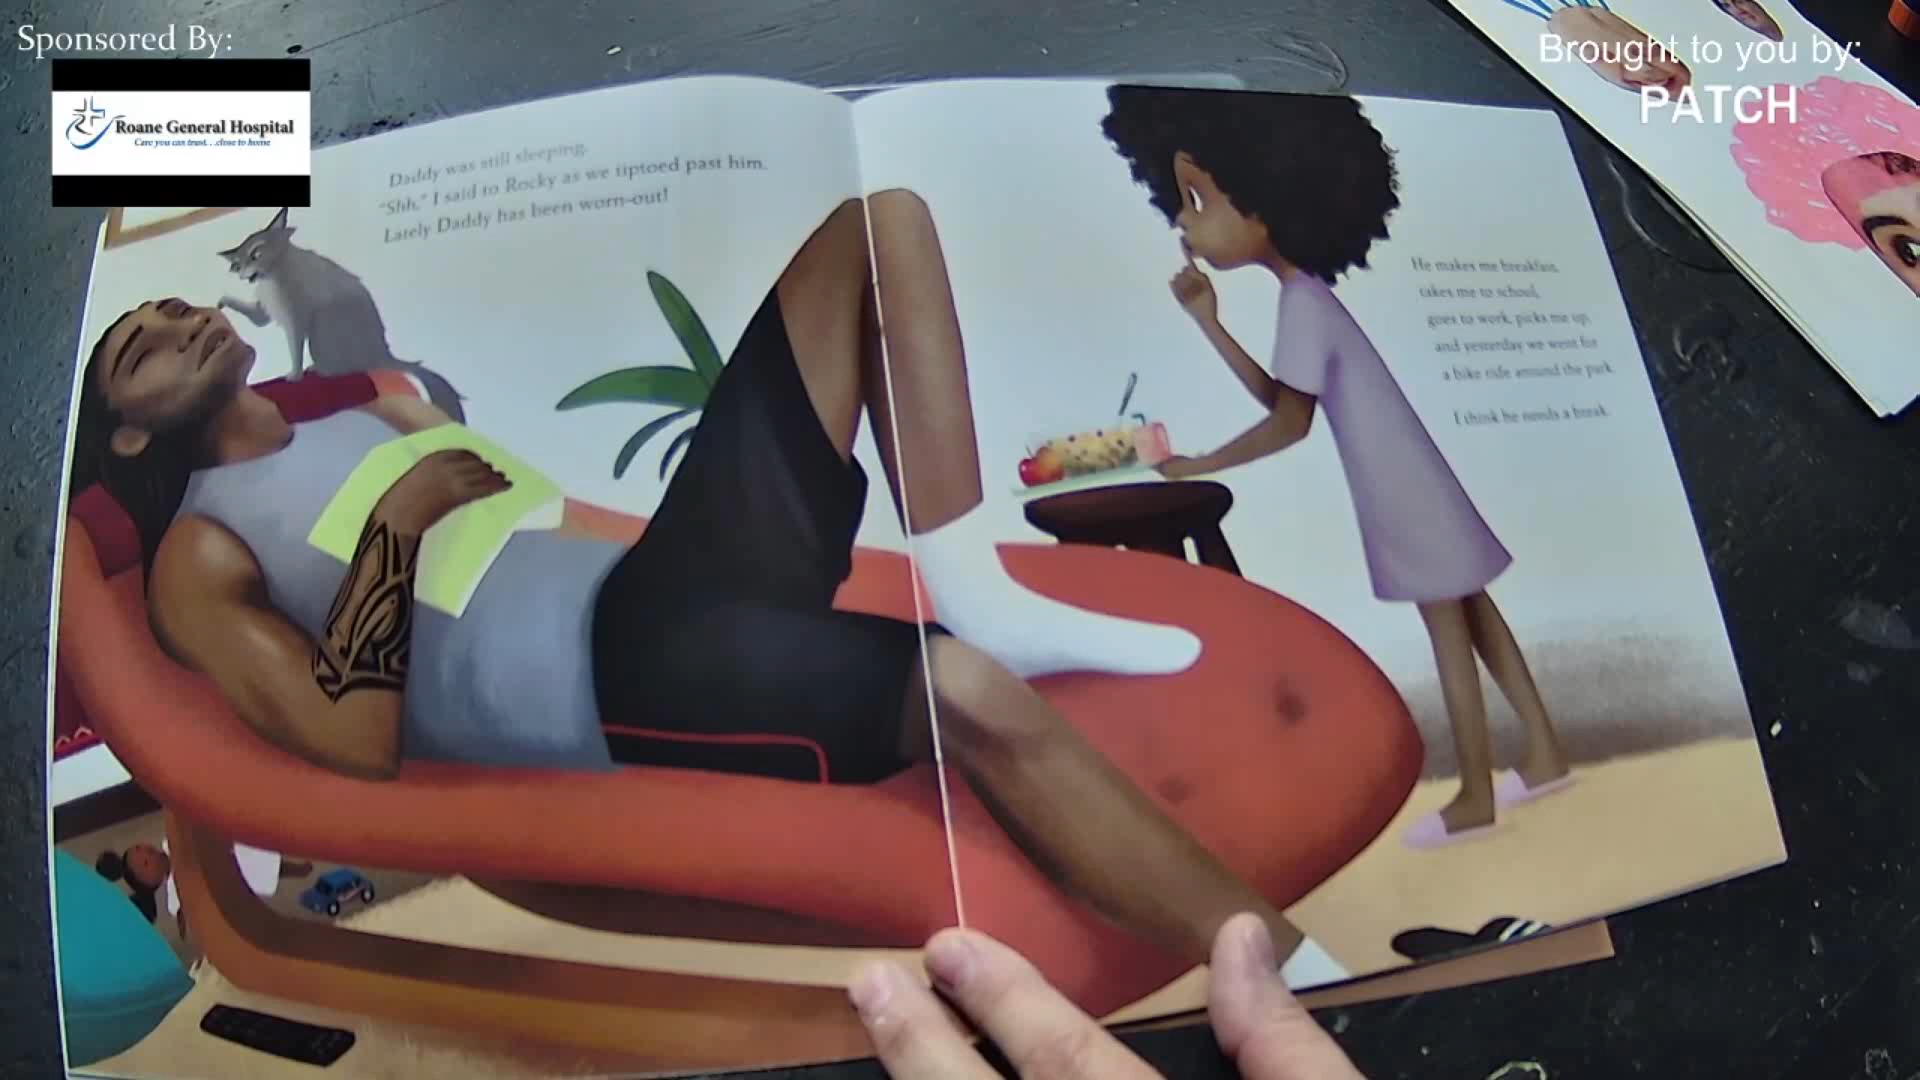 Sponsored By:
Roane General Hospital
Care you can trust. . .close to home
Brought to you by:
PATCH
Daddy was still sleeping.
"Shh," I said to Rocky as we tiptoed past him.
Lately Daddy has been worn-out!
He makes me breakfast,
takes me to school,
goes to work, picks me up,
and yesterday we went for
a bike ride around the park.
I think he needs a break.